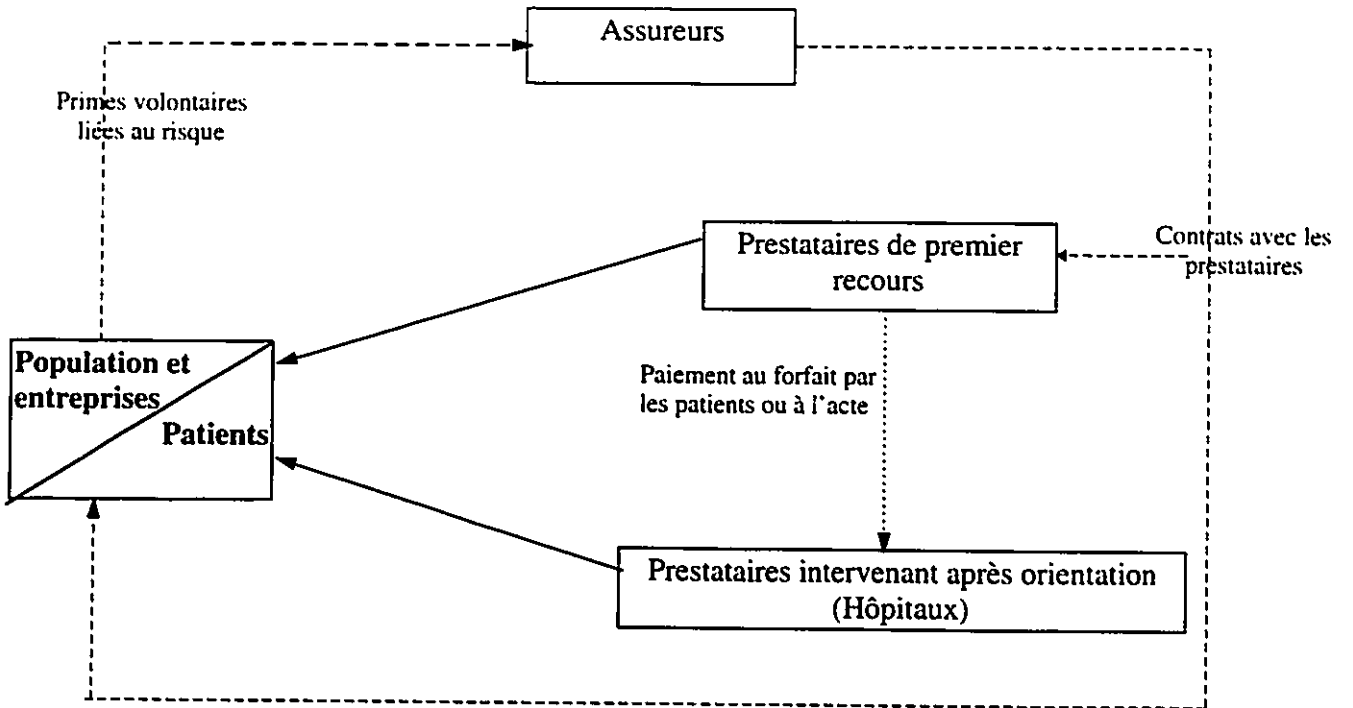 Assureurs
Primes volontaires
liées au risque
Prestataires de premier
recours
Contrats avec les
prestataires
Population et
entreprises
Patients
Paiement au forfait par
les patients ou à l'acte
Prestataires intervenant après orientation
(Hôpitaux)